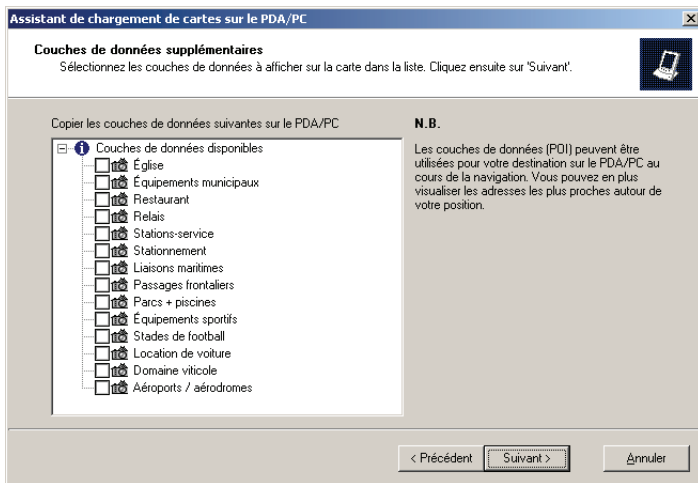 Assistant de chargement de cartes sur le PDA/PC
Couches de données supplémentaires
Sélectionnez les couches de données à afficher sur la carte dans la liste. Cliquez ensuite sur 'Suivant'.
Copier les couches de données suivantes sur le PDA/PC
Couches de données disponibles
Église
Équipements municipaux
Restaurant
Relais
Stations-service
Stationnement
Liaisons maritimes
Passages frontaliers
Parcs + piscines
Équipements sportifs
Stades de football
Location de voiture
Domaine viticole
Aéroports / aérodromes
N.B.
Les couches de données (POI) peuvent être
utilisées pour votre destination sur le PDA/PC au
cours de la navigation. Vous pouvez en plus
visualiser les adresses les plus proches autour de
votre position.
< Précédent
Suivant >
Annuler